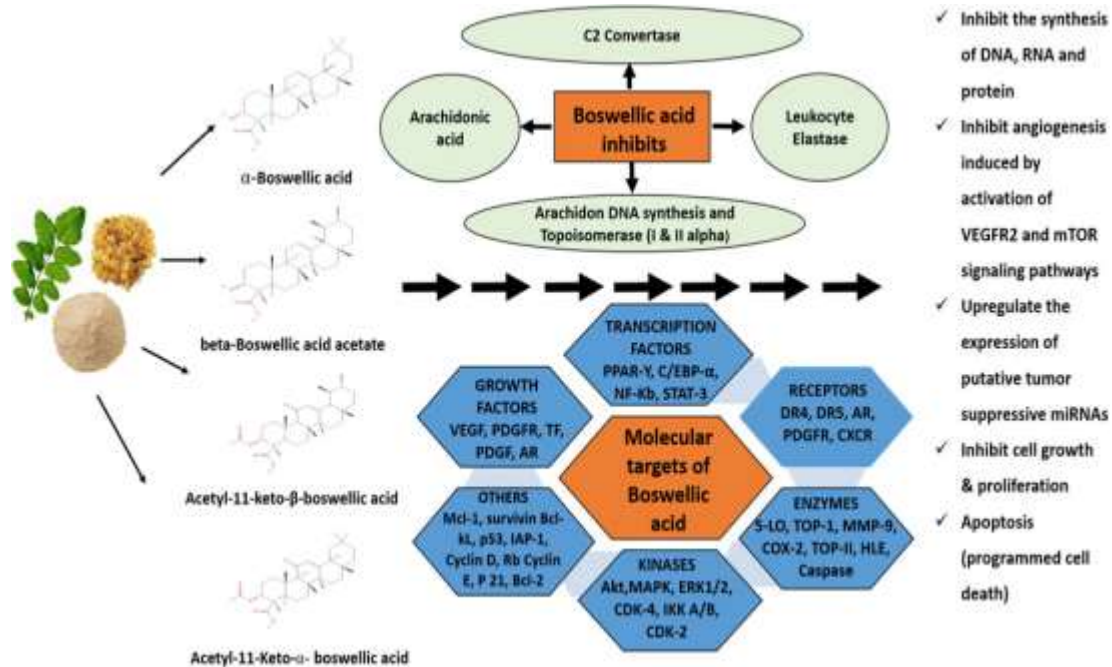 α-Boswellic acid
beta-Boswellic acid acetate
Acetyl-11-keto-β-boswellic acid
Acetyl-11-Keto-α- boswellic acid
C2 Convertase
Arachidonic
acid
Boswellic acid
inhibits
Leukocyte
Elastase
Arachidon DNA synthesis and
Topoisomerase (I & II alpha)
TRANSCRIPTION
FACTORS
PPAR-Y, C/EBP-α,
NF-Kb, STAT-3
GROWTH
FACTORS
VEGF, PDGFR, TF,
PDGF, AR
RECEPTORS
DR4, DR5, AR,
PDGFR, CXCR
Molecular
targets of
Boswellic
acid
OTHERS
Mcl-1, survivin Bcl-
kL, p53, IAP-1,
Cyclin D, Rb Cyclin
E, P 21, Bcl-2
ENZYMES
5-LO, TOP-1, MMP-9,
COX-2, TOP-II, HLE,
Caspase
KINASES
Akt,MAPK, ERK1/2,
CDK-4, IKK A/B,
CDK-2
✓ Inhibit the synthesis
of DNA, RNA and
protein
✓ Inhibit angiogenesis
induced by
activation of
VEGFR2 and mTOR
signaling pathways
✓ Upregulate the
expression of
putative tumor
suppressive miRNAs
✓ Inhibit cell growth
& proliferation
✓ Apoptosis
(programmed cell
death)